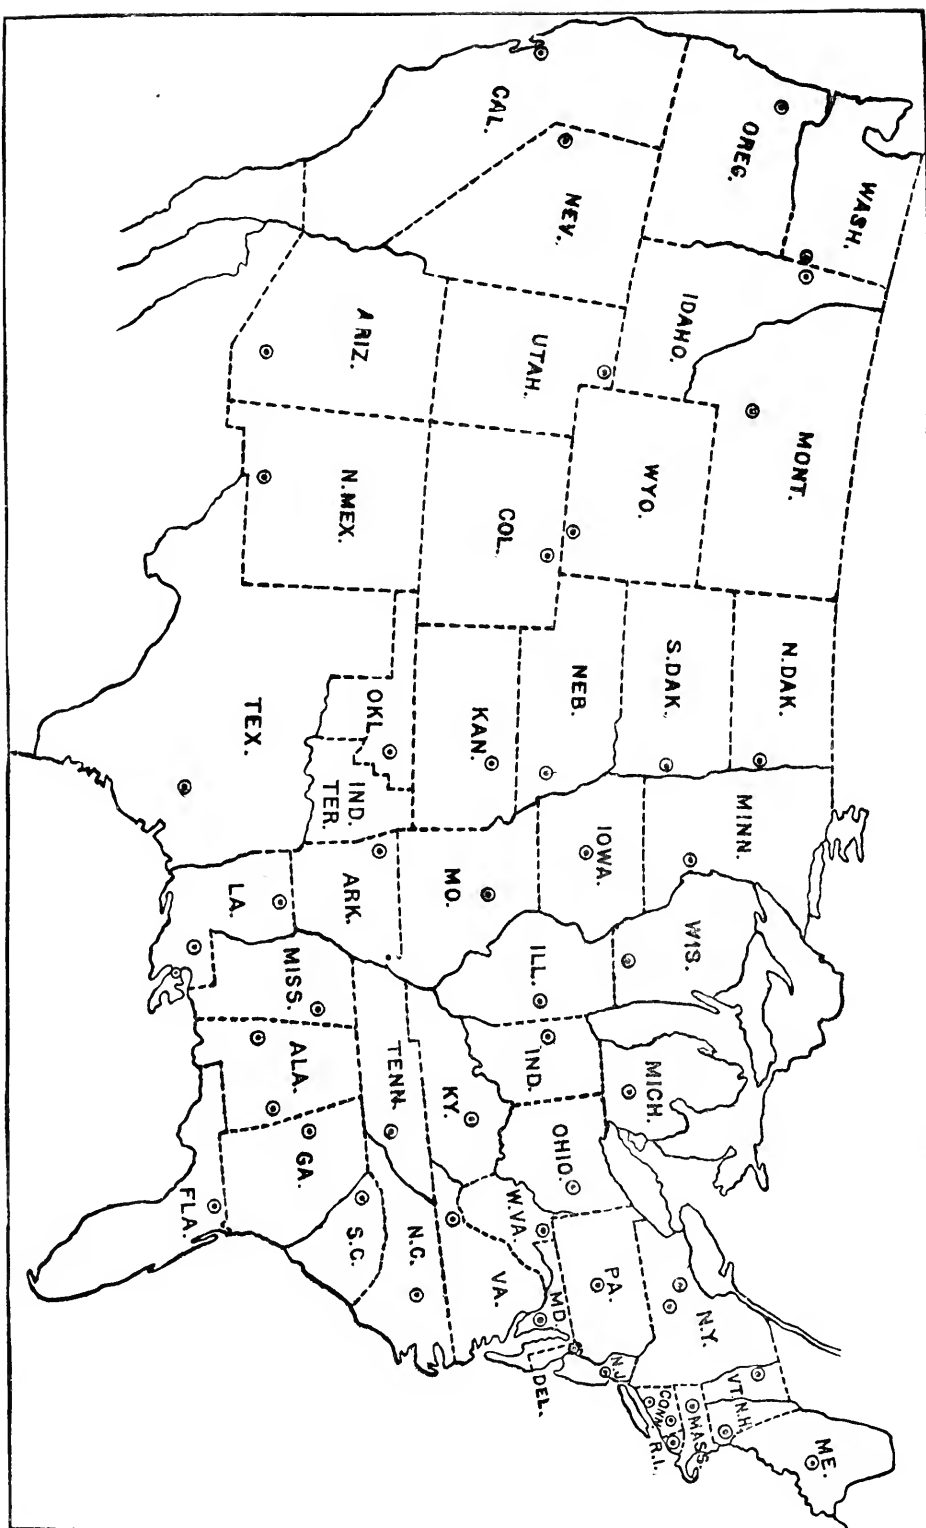 WASH.
OREG.
CAL.
NEV.
IDAHO.
MONT.
WYO.
UTAH.
ARIZ.
COL.
N.MEX.
N.DAK.
S.DAK.
NEB.
KAN.
OKL.
IND.
TER.
TEX.
MINN.
IOWA.
MO.
ARK.
LA.
WIS.
ILL.
MISS.
MICH.
IND.
OHIO.
KY.
TENN.
ALA.
GA.
FLA.
S.C.
N.C.
VA.
W.VA.
PA.
MD.
DEL.
N.J.
N.Y.
VT.
N.H.
MASS.
CONN.
R.I.
ME.